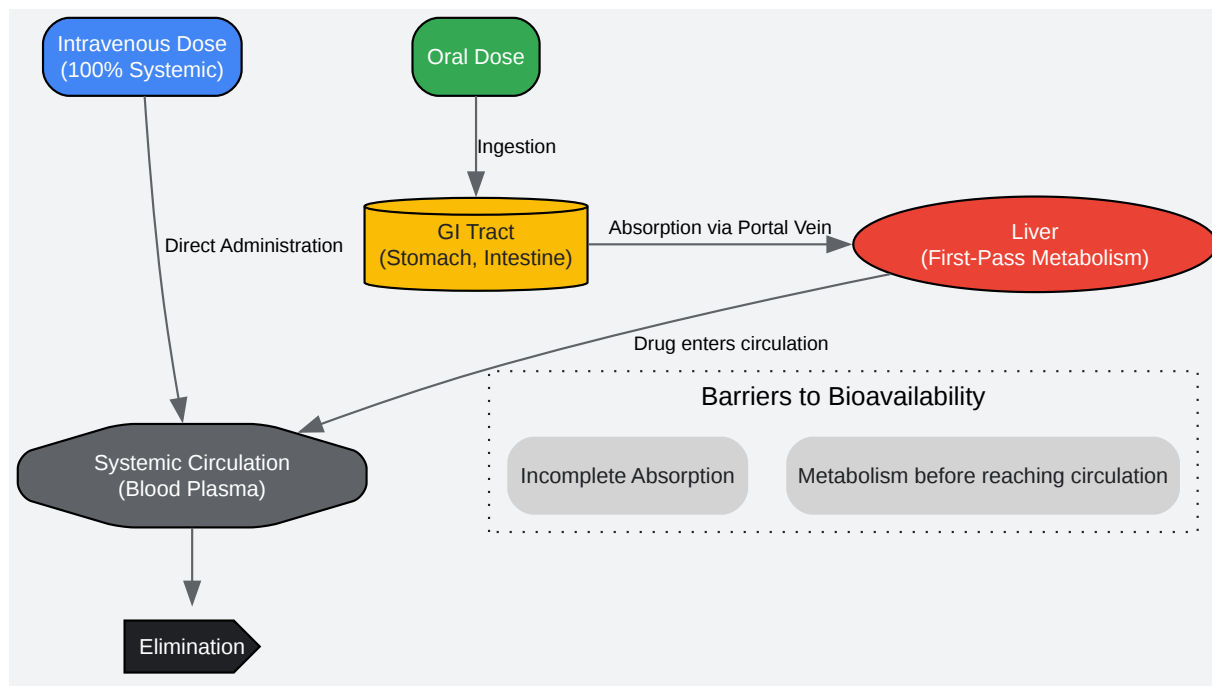 Intravenous Dose
(100% Systemic)
Oral Dose
Ingestion
Direct Administration
GI Tract
(Stomach, Intestine)
Absorption via Portal Vein
Liver
(First-Pass Metabolism)
Drug enters circulation
Barriers to Bioavailability
Incomplete Absorption
Metabolism before reaching circulation
Systemic Circulation
(Blood Plasma)
Elimination